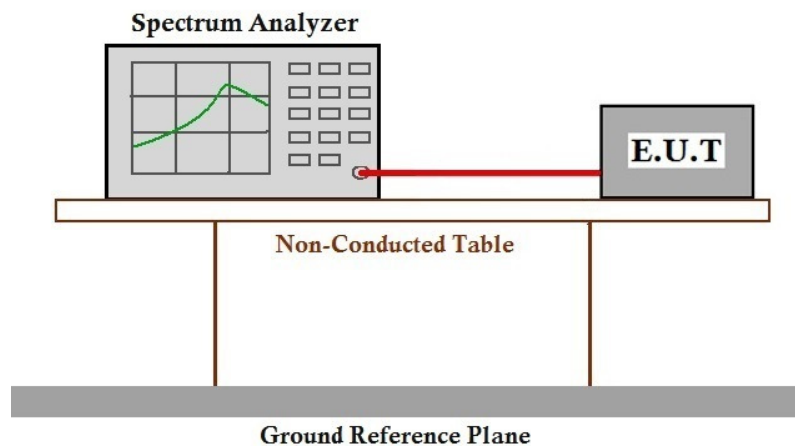 Spectrum Analyzer
E.U.T
Non-Conducted Table
Ground Reference Plane